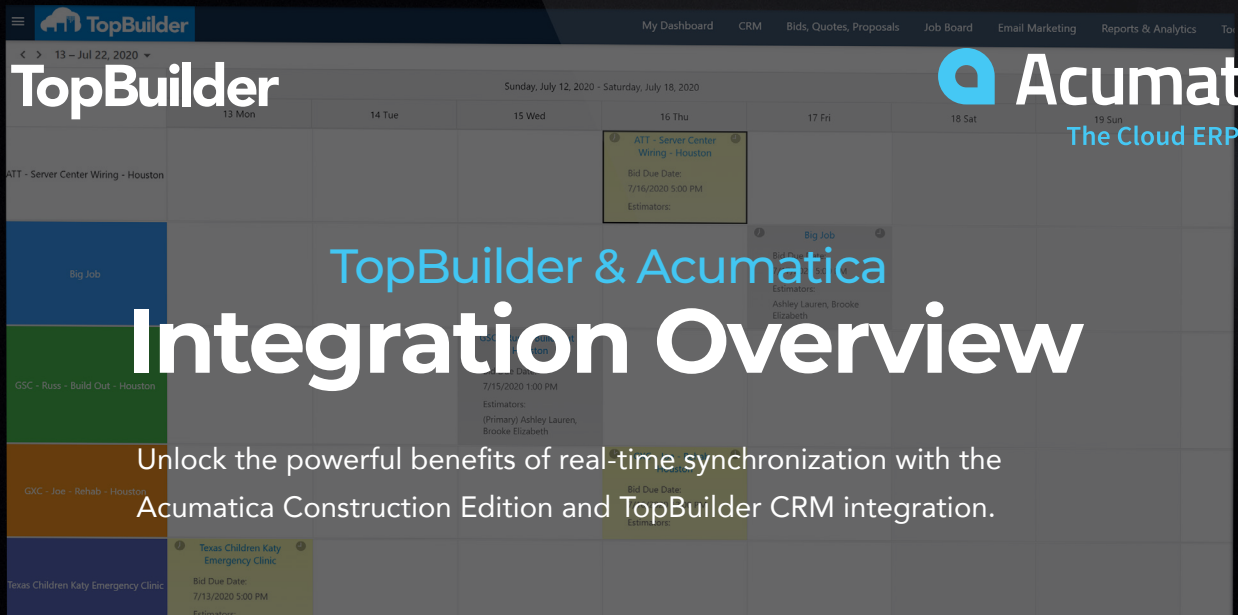 TopBuilder
My Dashboard CRM Bids, Quotes, Proposals Job Board Email Marketing Reports & Analytics
13 – Jul 22, 2020
TopBuilder
Acumat
The Cloud ERP
Sunday, July 12, 2020 - Saturday, July 18, 2020
13 Mon 14 Tue 15 Wed 16 Thu 17 Fri 18 Sat 19 Sun
ATT - Server Center Wiring - Houston
ATT - Server Center
Wiring - Houston
Bid Due Date:
7/16/2020 5:00 PM
Estimators:
Big Job
Big Job
Estimators:
Ashley Lauren, Brooke
Elizabeth
TopBuilder & Acumatica
Integration Overview
GSC - Russ - Build Out - Houston
7/15/2020 1:00 PM
Estimators:
(Primary) Ashley Lauren,
Brooke Elizabeth
Unlock the powerful benefits of real-time synchronization with the
Acumatica Construction Edition and TopBuilder CRM integration.
GXC - Joe - Rehab - Houston
Bid Due Date:
Estimators:
Texas Children Katy Emergency Clinic
Texas Children Katy
Emergency Clinic
Bid Due Date:
7/13/2020 5:00 PM
Estimators: